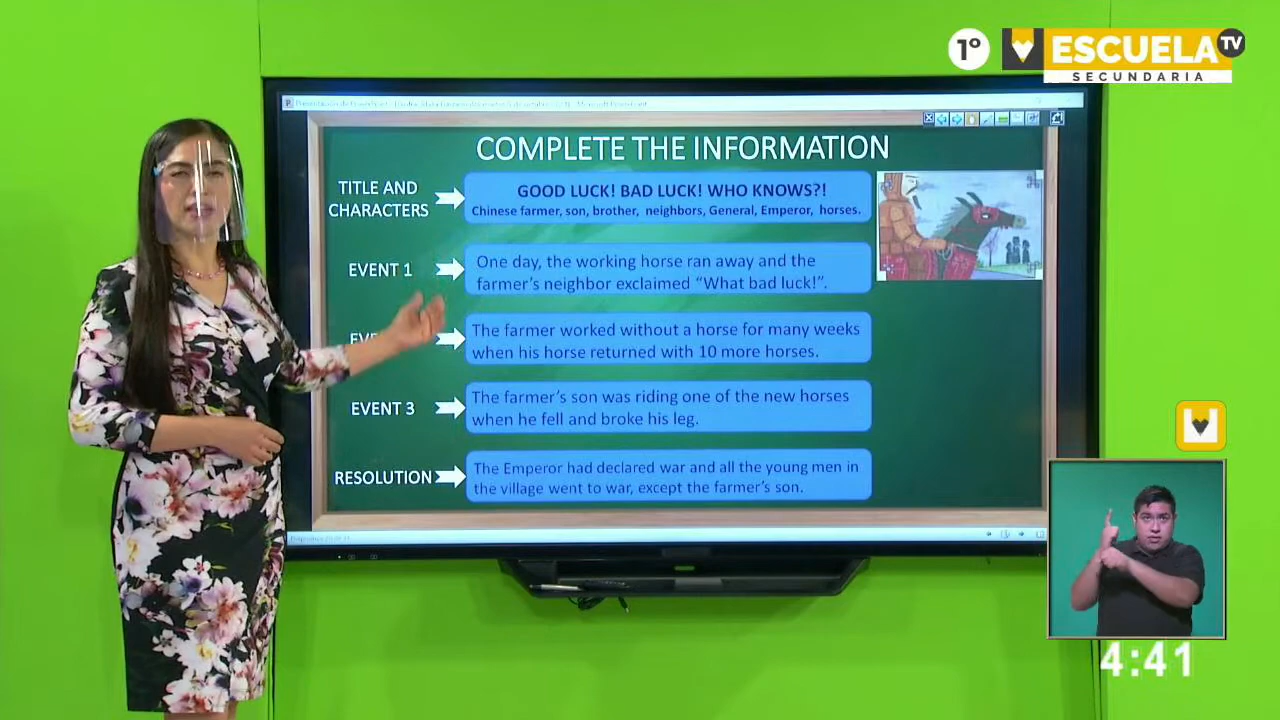 1º
ESCUELA TV
SECUNDARIA
COMPLETE THE INFORMATION
TITLE AND
CHARACTERS
GOOD LUCK! BAD LUCK! WHO KNOWS?!
Chinese farmer, son, brother, neighbors, General, Emperor, horses.
EVENT 1
One day, the working horse ran away and the
farmer's neighbor exclaimed "What bad luck!".
The farmer worked without a horse for many weeks
when his horse returned with 10 more horses.
EVENT 3
The farmer's son was riding one of the new horses
when he fell and broke his leg.
RESOLUTION
The Emperor had declared war and all the young men in
the village went to war, except the farmer's son.
4:41